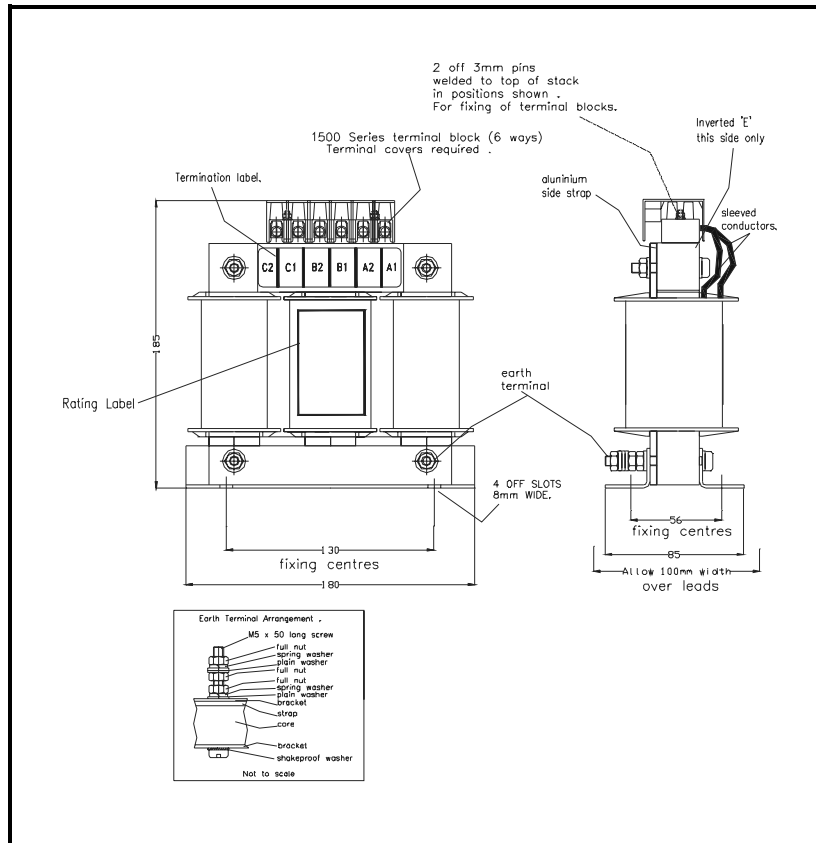 2 off 3mm pins
welded to top of stack
in positions shown .
For fixing of terminal blocks.
Inverted 'E'
this side only
1500 Series terminal block (6 ways)
Terminal covers required .
Termination label.
aluninium
side strap
sleeved
conductors.
C2 C1 B2 B1 A2 A1
185
Rating Label
earth
terminal
4 OFF SLOTS
8mm WIDE.
130
fixing centres
180
56
fixing centres
85
Allow 100mm width
over leads
Earth Terminal Arrangement .
M5 x 50 long screw
full nut
spring washer
plain washer
full nut
full nut
spring washer
plain washer
bracket
strap
core
bracket
shakeproof washer
Not to scale